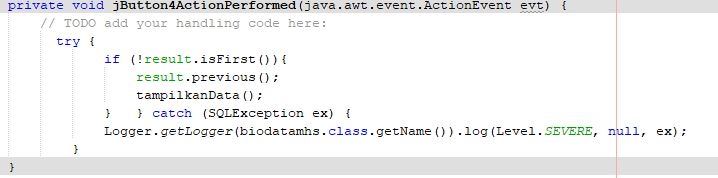 private void jButton4ActionPerformed(java.awt.event.ActionEvent evt) {
// TODO add your handling code here:
try {
if (!result.isFirst()){
result.previous();
tampilkanData();
}   } catch (SQLException ex) {
Logger.getLogger(biodatamhs.class.getName()).log(Level.SEVERE, null, ex);
}
}